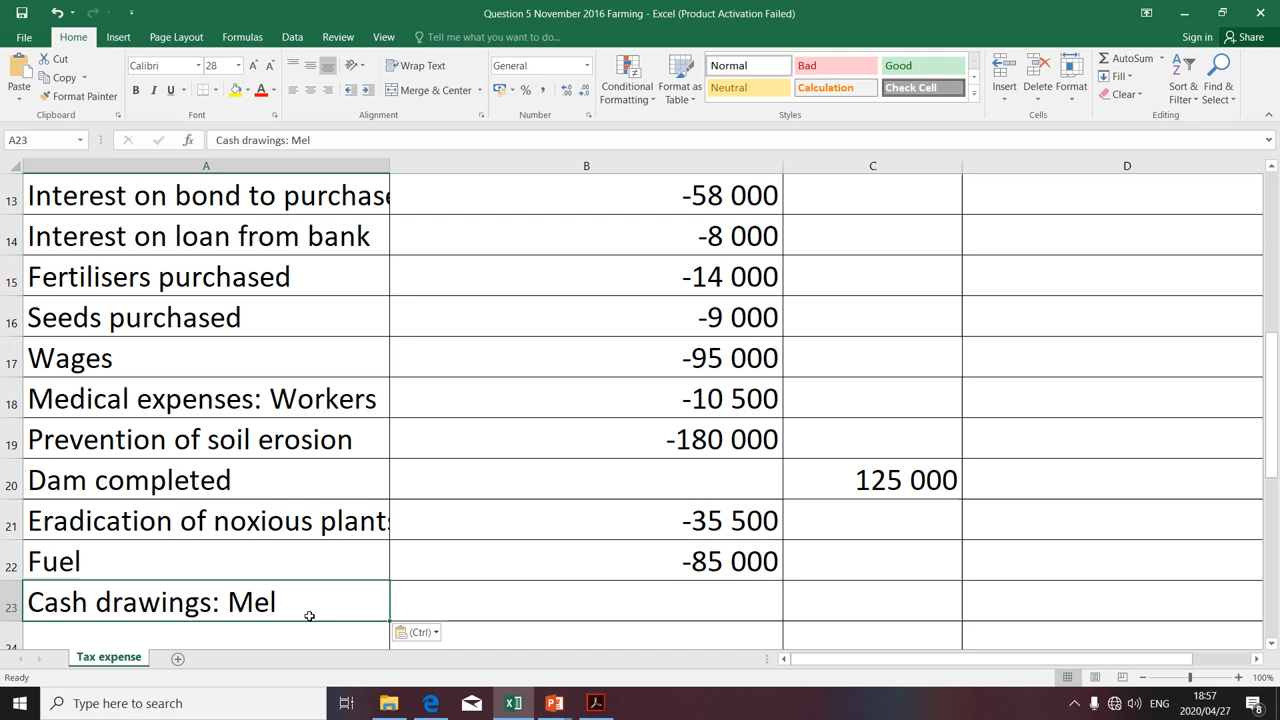 Question 5 November 2016 Farming - Excel (Product Activation Failed)
File Home Insert Page Layout Formulas Data Review View Tell me what you want to do... Sign in Share
Paste Cut Copy Format Painter
Clipboard
Calibri 28 A A
B I U A
Font
Wrap Text
Merge & Center
Alignment
General
%
Number
Conditional Formatting Format as Table
Normal Bad Good
Neutral Calculation Check Cell
Styles
Insert Delete Format
Cells
AutoSum
Fill
Clear
Sort & Filter Find & Select
Editing
A23 fx Cash drawings: Mel
A B C D
13 Interest on bond to purchase -58 000
14 Interest on loan from bank -8 000
15 Fertilisers purchased -14 000
16 Seeds purchased -9 000
17 Wages -95 000
18 Medical expenses: Workers -10 500
19 Prevention of soil erosion -180 000
20 Dam completed 125 000
21 Eradication of noxious plants -35 500
22 Fuel -85 000
23 Cash drawings: Mel
24 (Ctrl)
Tax expense
Ready 100%
Type here to search ENG 18:57
2020/04/27 8